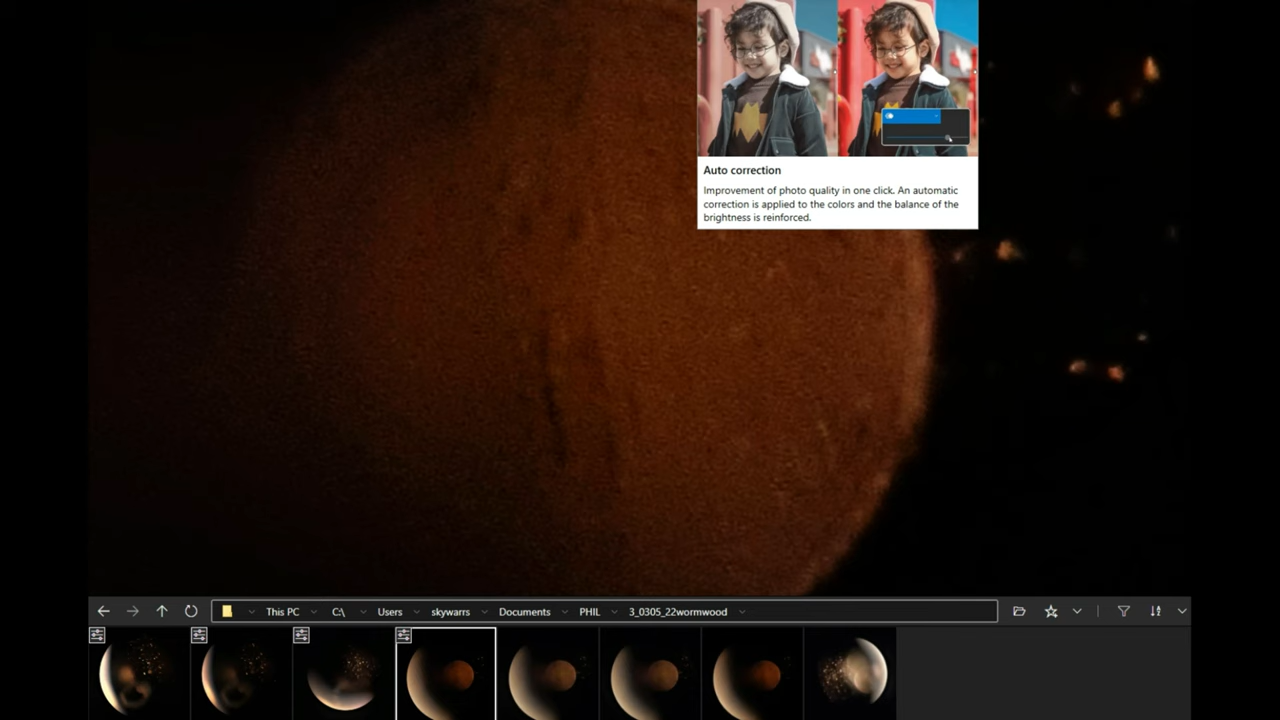 Auto correction
Improvement of photo quality in one click. An automatic
correction is applied to the colors and the balance of the
brightness is reinforced.
This PC C:\ Users skywarrs Documents PHIL 3_0305_22wormwood